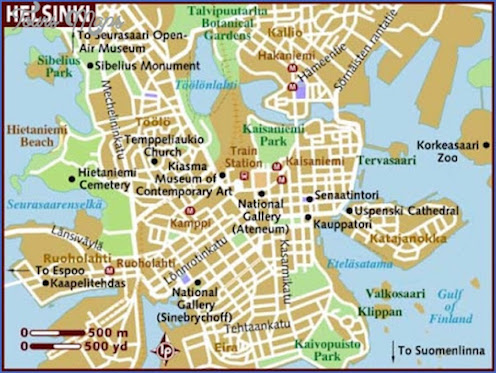 HELSINKI
To Seurasaari Open-
Air Museum
Talvipuutarha
Botanical
Gardens
Kallio
Hakaniemi
Hämeentie
Sörnäisten rantatie
Sibelius
Park
Sibelius Monument
Mechelininkatu
Töölönlahti
M
M
Hietaniemi
Beach
Töölö
Temppeliaukio
Church
Kaisaniemi
Park
Korkeasaari
Zoo
Train
Station
Kaisaniemi
Tervasaari
Kiasma
Museum of
Contemporary Art
M
M
Hietaniemi
Cemetery
Senaatintori
Seurasaarenselkä
Kamppi
M
National
Gallery
(Ateneum)
Kauppatori
Uspenski Cathedral
Katajanokka
Länsiväylä
Ruoholahti
Ruoholahti
Lönnrotinkatu
Kasarmikatu
Eteläsatama
To Espoo
M
Kaapelitehdas
National
Gallery
(Sinebrychoff)
Valkosaari
Klippan
Gulf
of
Finland
Tehtaankatu
0
500 m
0
500 yd
Eira
Kaivopuisto
Park
To Suomenlinna
lp